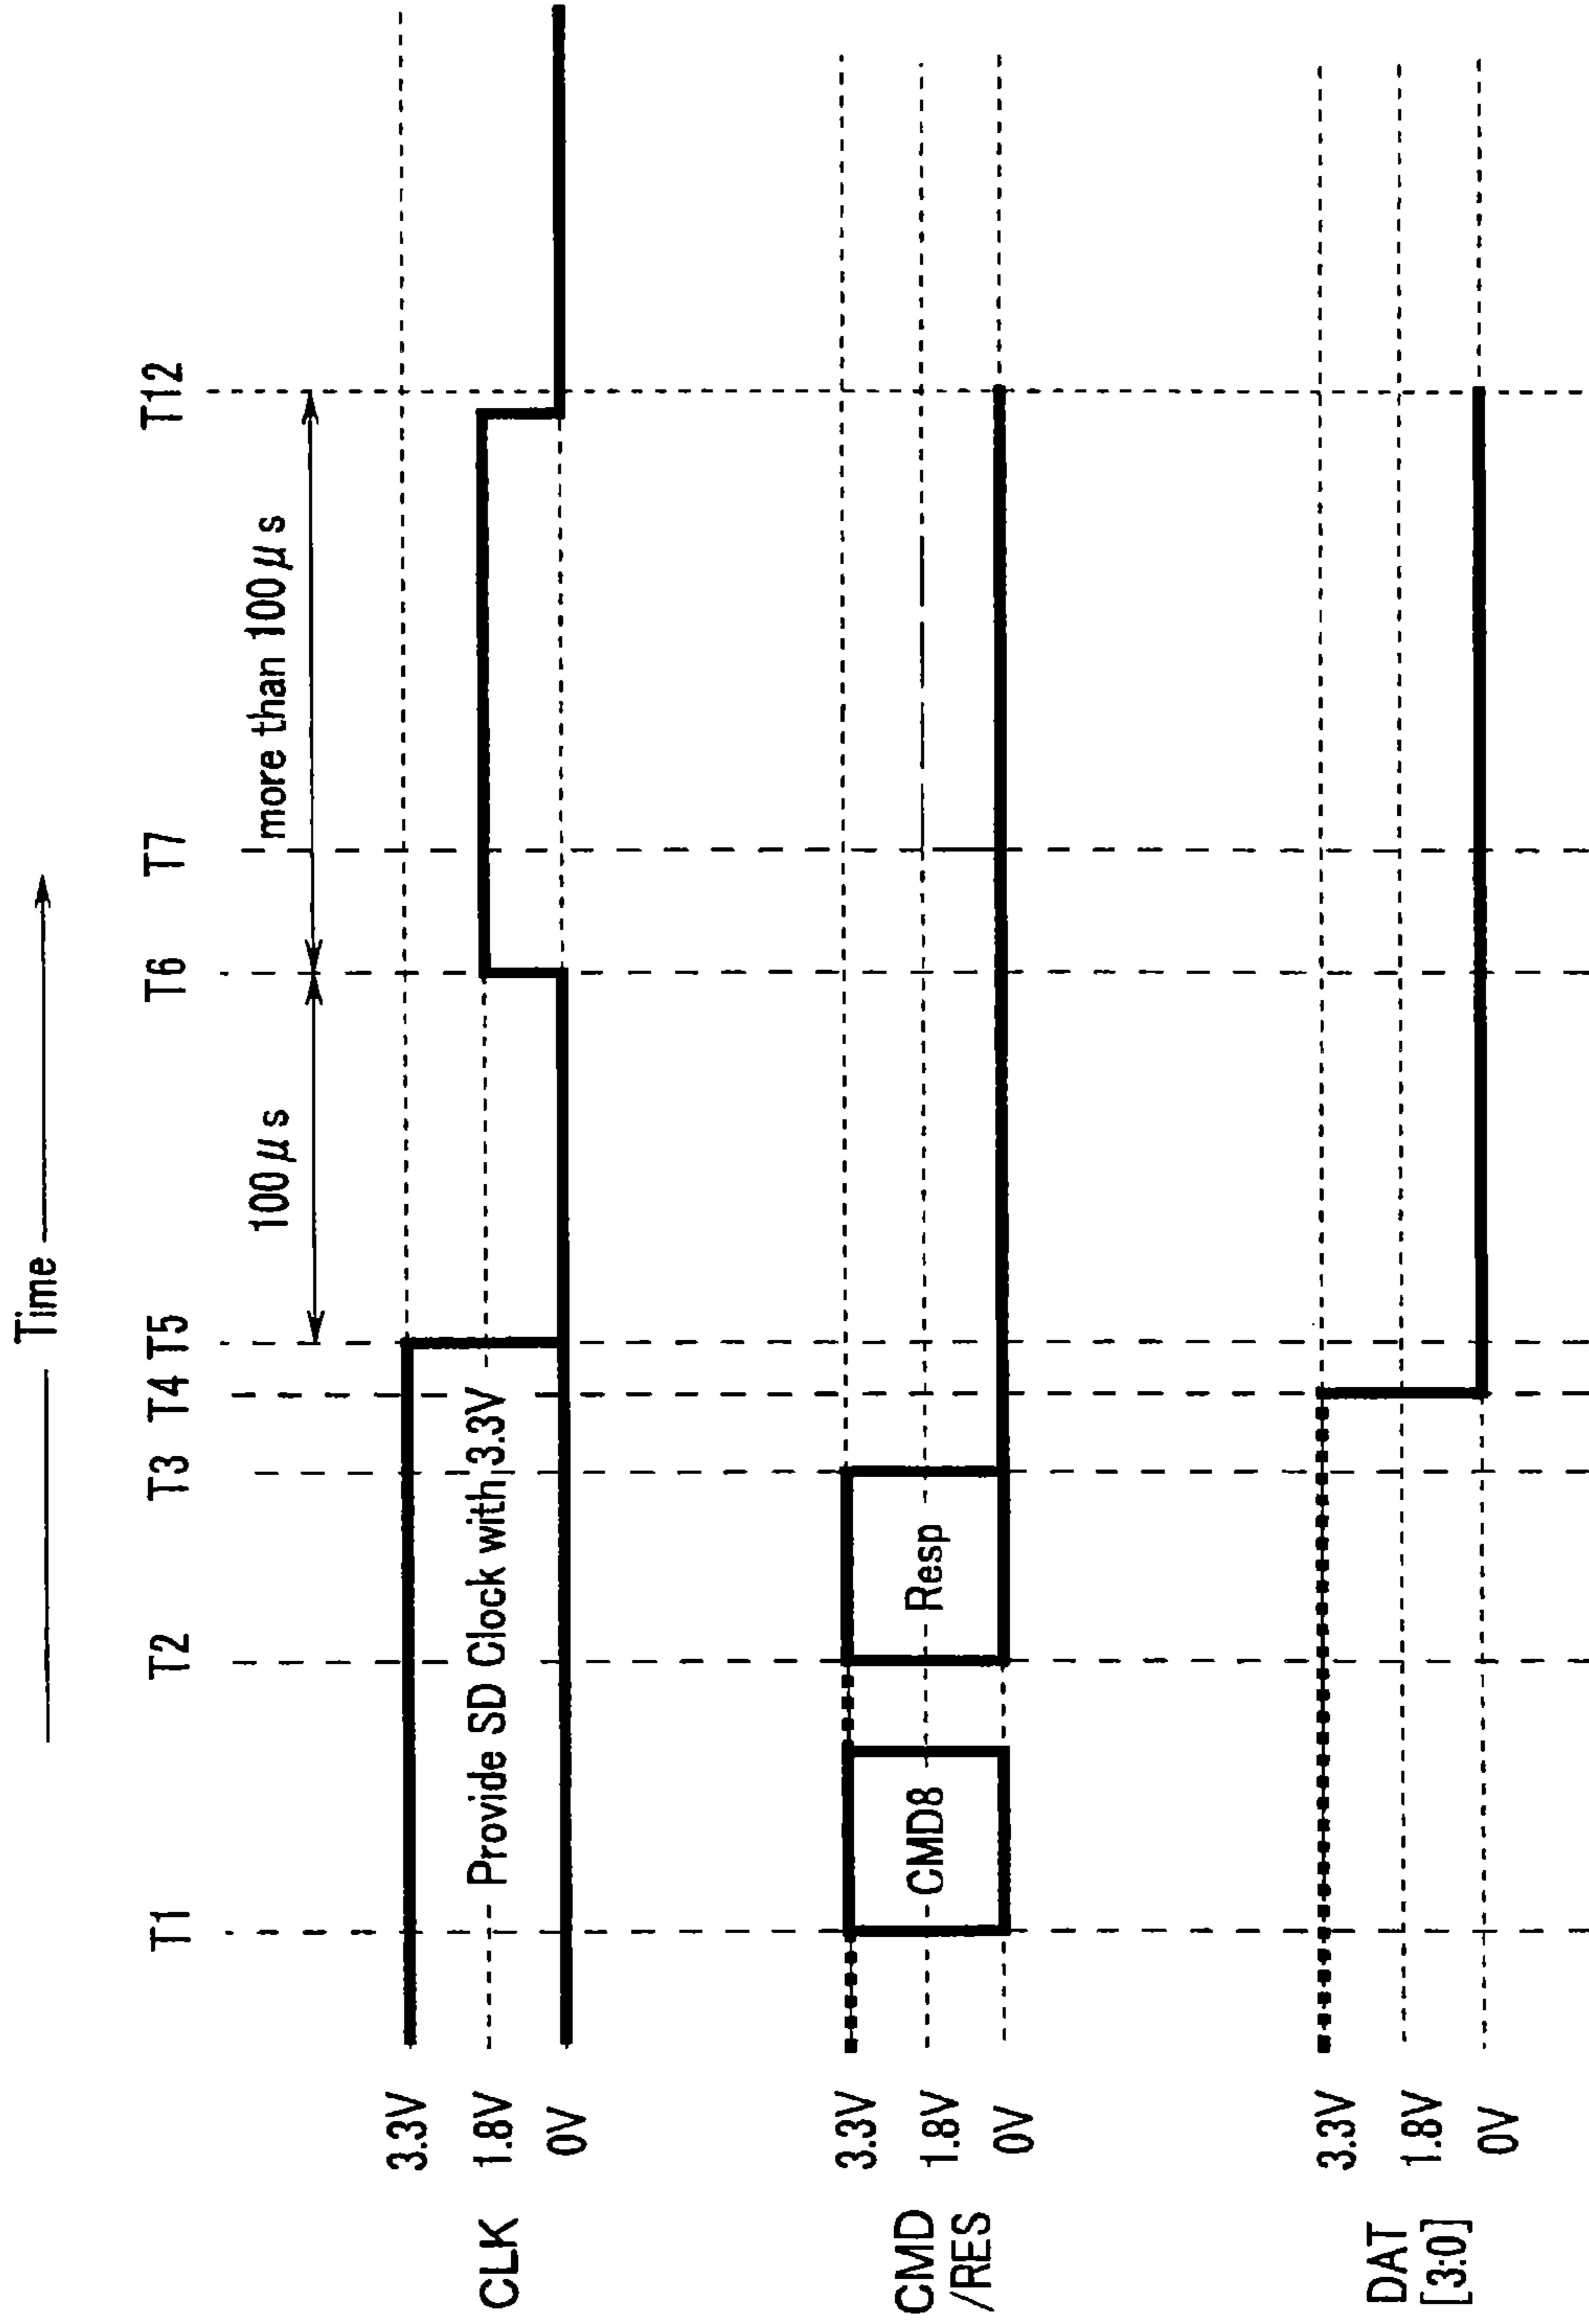 Time
T1 T2 T3 T4 T5 T6 T7 T12
100μs
more than 100μs
CLK
3.3V
1.8V
0V
Provide SD Clock with 3.3V
CMD
/RES
3.3V
1.8V
0V
CMD8
Resp
DAT
[3:0]
3.3V
1.8V
0V